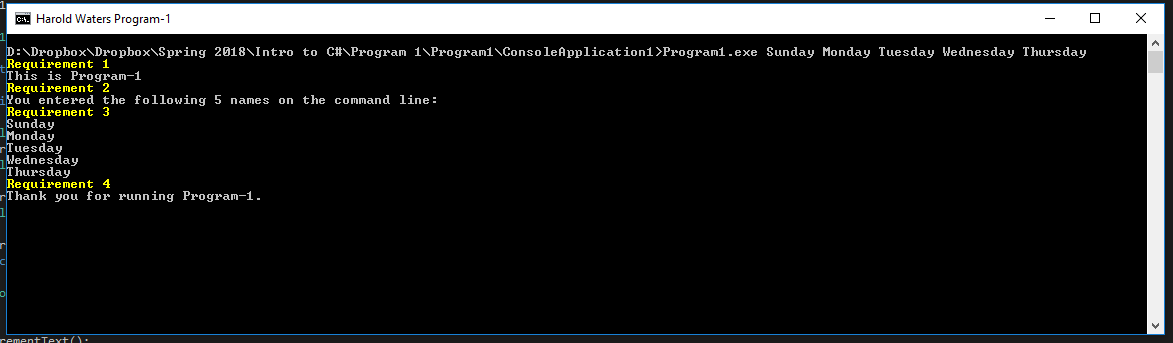 Harold Waters Program-1
D:\Dropbox\Dropbox\Spring 2018\Intro to C#\Program 1\Program1\ConsoleApplication1>Program1.exe Sunday Monday Tuesday Wednesday Thursday
Requirement 1
This is Program-1
Requirement 2
You entered the following 5 names on the command line:
Requirement 3
Sunday
Monday
Tuesday
Wednesday
Thursday
Requirement 4
Thank you for running Program-1.
rementText();